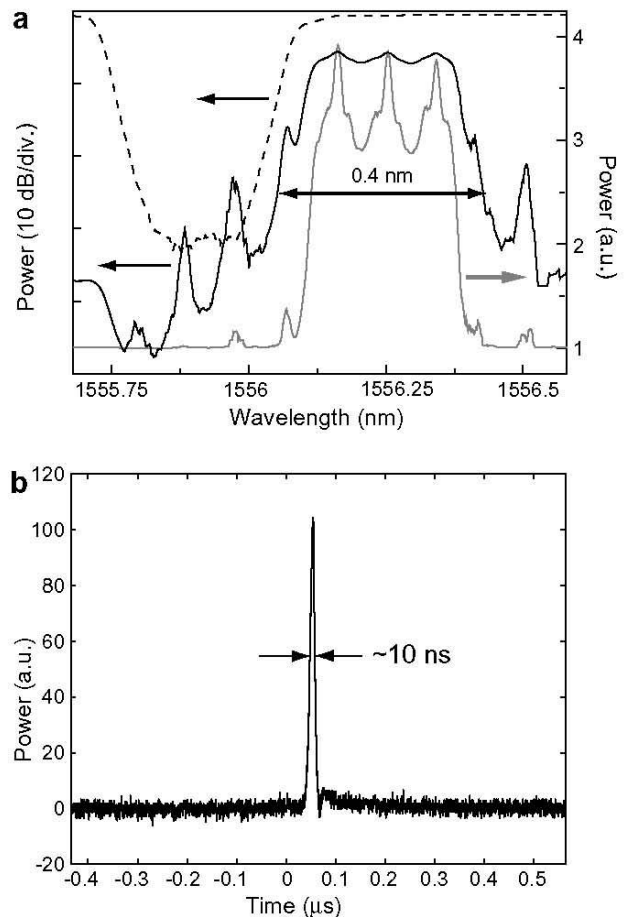 a
Power (10 dB/div.)
0.4 nm
4
3
2
1
Power (a.u.)
1555.75 1556 1556.25 1556.5
Wavelength (nm)
b
120
100
80
60
40
20
0
-20
Power (a.u.)
~10 ns
-0.4 -0.3 -0.2 -0.1 0 0.1 0.2 0.3 0.4 0.5
Time (μs)